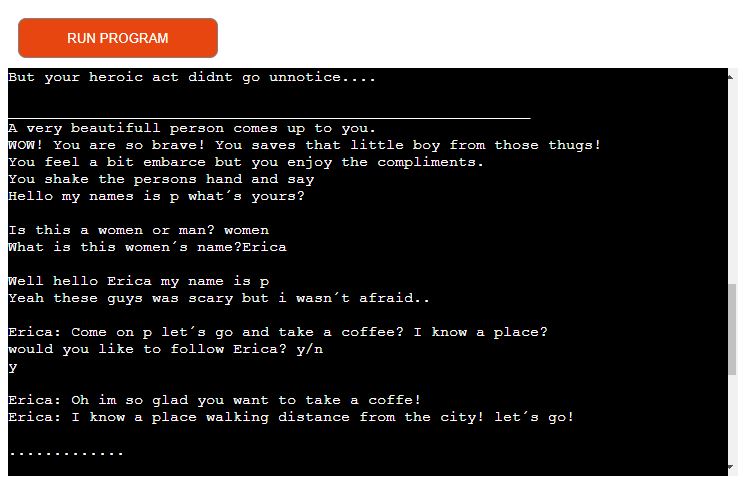 RUN PROGRAM
But your heroic act didnt go unnotice....
__________________________________________________________
A very beautifull person comes up to you.
WOW! You are so brave! You saves that little boy from those thugs!
You feel a bit embarce but you enjoy the compliments.
You shake the persons hand and say
Hello my names is p what´s yours?
Is this a women or man? women
What is this women´s name?Erica
Well hello Erica my name is p
Yeah these guys was scary but i wasn´t afraid..
Erica: Come on p let´s go and take a coffee? I know a place?
would you like to follow Erica? y/n
y
Erica: Oh im so glad you want to take a coffe!
Erica: I know a place walking distance from the city! let´s go!
.............